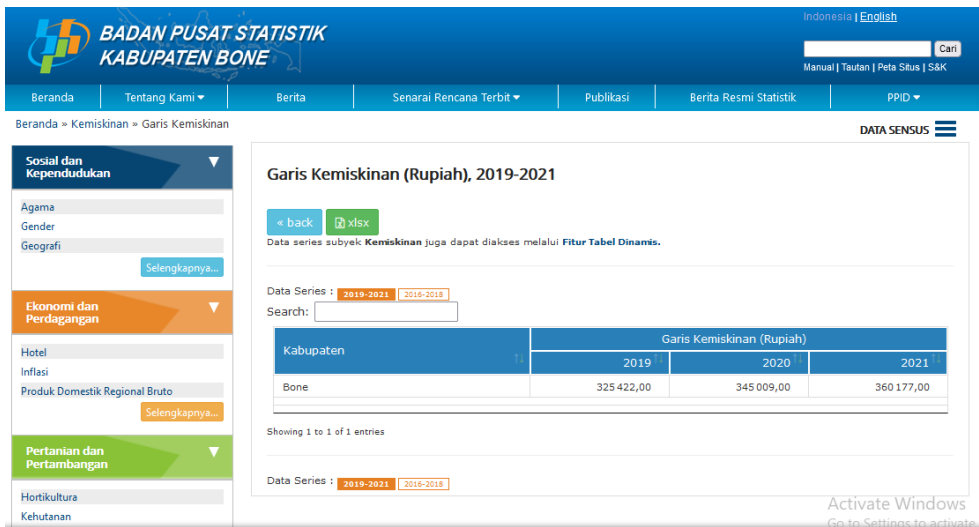 Indonesia | English
BADAN PUSAT STATISTIK
KABUPATEN BONE
Cari
Manual | Tautan | Peta Situs | S&K
Beranda Tentang Kami Berita Senarai Rencana Terbit Publikasi Berita Resmi Statistik PPID
Beranda » Kemiskinan » Garis Kemiskinan
DATA SENSUS
Sosial dan
Kependudukan
Agama
Gender
Geografi
Selengkapnya...
Ekonomi dan
Perdagangan
Hotel
Inflasi
Produk Domestik Regional Bruto
Selengkapnya...
Pertanian dan
Pertambangan
Hortikultura
Kehutanan
Garis Kemiskinan (Rupiah), 2019-2021
« back xlsx
Data series subyek Kemiskinan juga dapat diakses melalui Fitur Tabel Dinamis.
Data Series : 2019-2021 2016-2018
Search:
Kabupaten Garis Kemiskinan (Rupiah)
2019 2020 2021
Bone 325 422,00 345 009,00 360 177,00
Showing 1 to 1 of 1 entries
Data Series : 2019-2021 2016-2018
Activate Windows
Go to Settings to activate